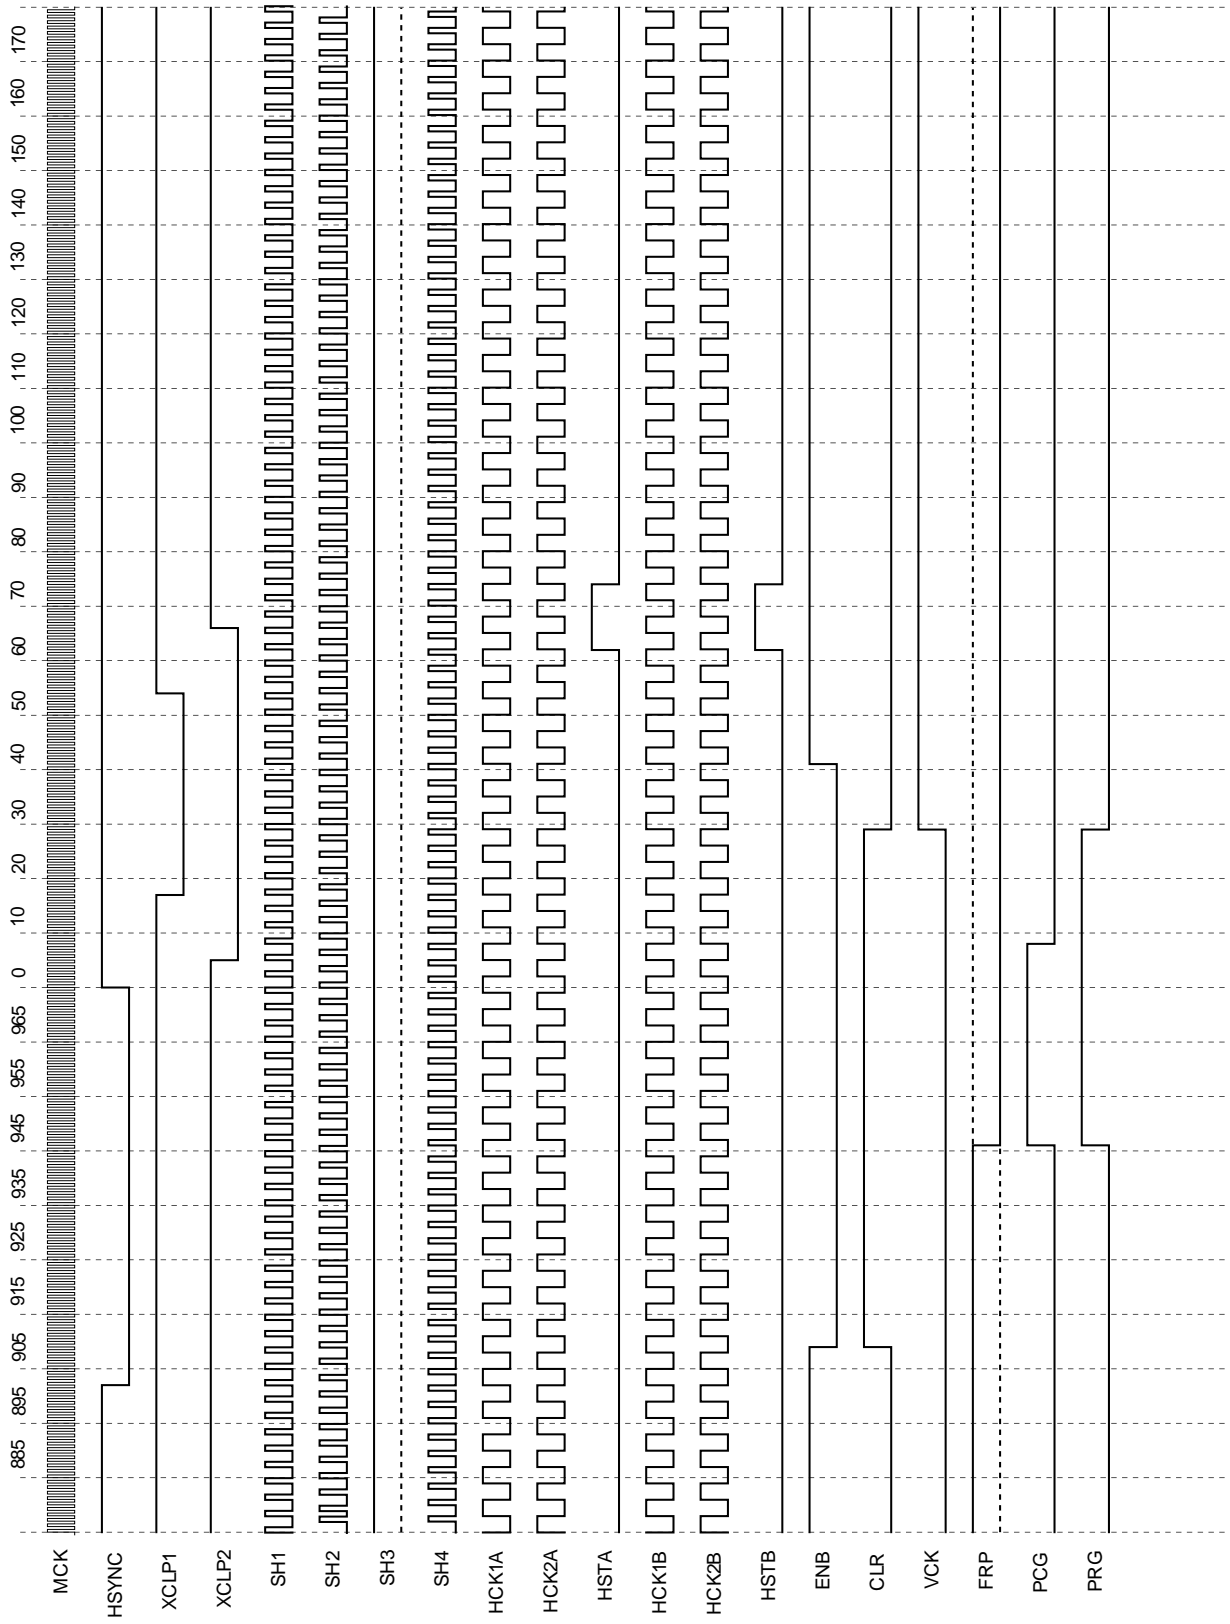 MCK
HSYNC
XCLP1
XCLP2
SH1
SH2
SH3
SH4
HCK1A
HCK2A
HSTA
HCK1B
HCK2B
HSTB
ENB
CLR
VCK
FRP
PCG
PRG
885
895
905
915
925
935
945
955
965
0
10
20
30
40
50
60
70
80
90
100
110
120
130
140
150
160
170